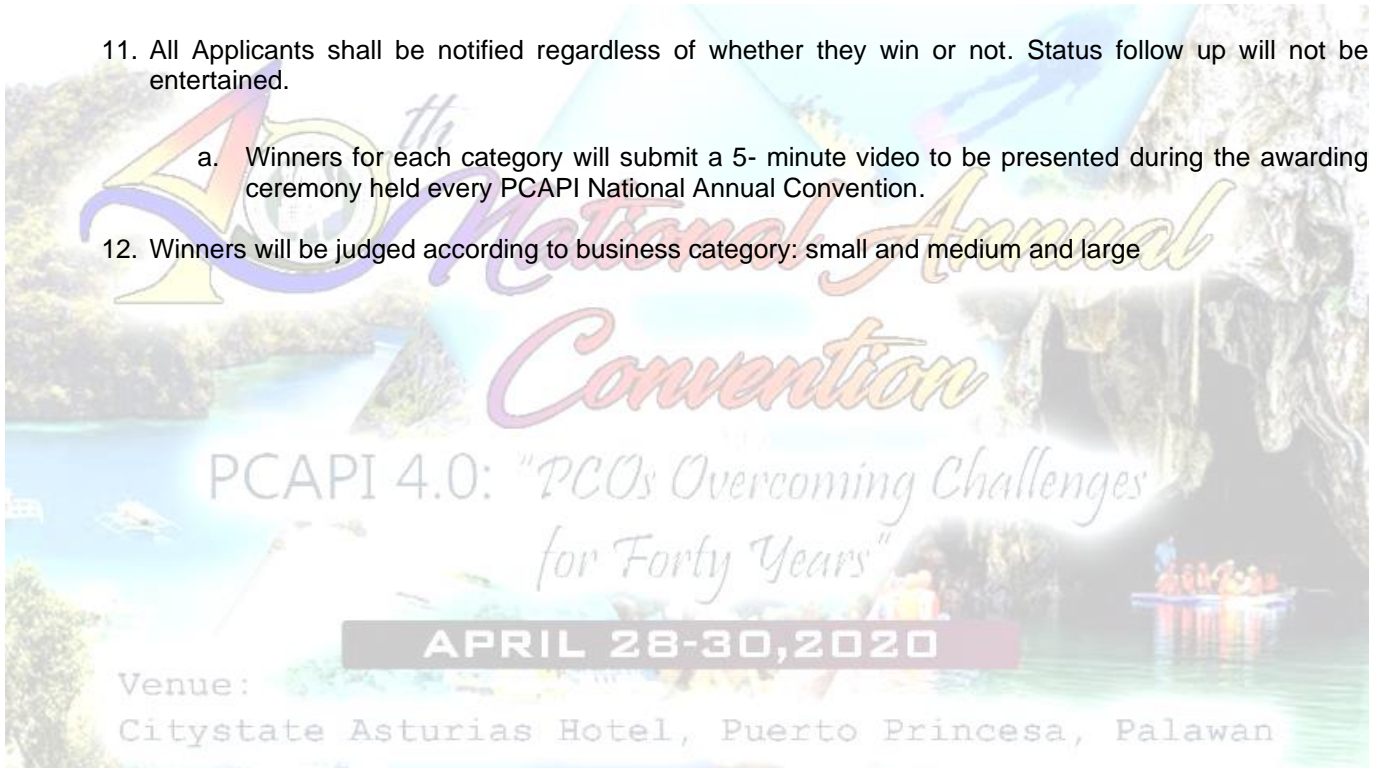 11. All Applicants shall be notified regardless of whether they win or not. Status follow up will not be
entertained.
a. Winners for each category will submit a 5- minute video to be presented during the awarding
ceremony held every PCAPI National Annual Convention.
12. Winners will be judged according to business category: small and medium and large
40th
National Annual
Convention
PCAPI 4.0: "PCOs Overcoming Challenges
for Forty Years"
APRIL 28-30,2020
Venue:
Citystate Asturias Hotel, Puerto Princesa, Palawan